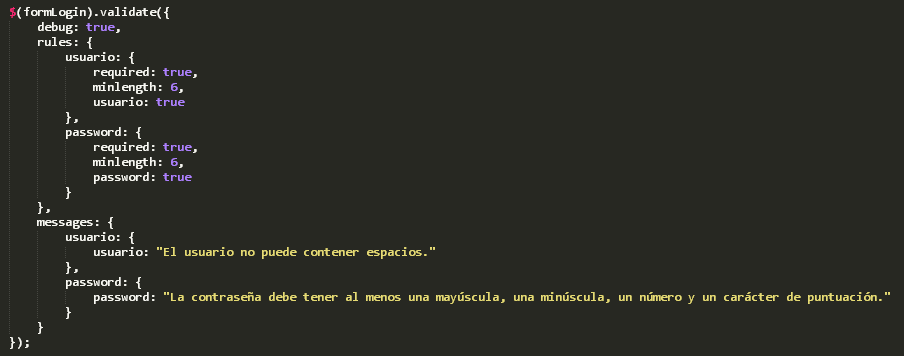 $(formLogin).validate({
    debug: true,
    rules: {
        usuario: {
            required: true,
            minlength: 6,
            usuario: true
        },
        password: {
            required: true,
            minlength: 6,
            password: true
        }
    },
    messages: {
        usuario: {
            usuario: "El usuario no puede contener espacios."
        },
        password: {
            password: "La contraseña debe tener al menos una mayúscula, una minúscula, un número y un carácter de puntuación."
        }
    }
});